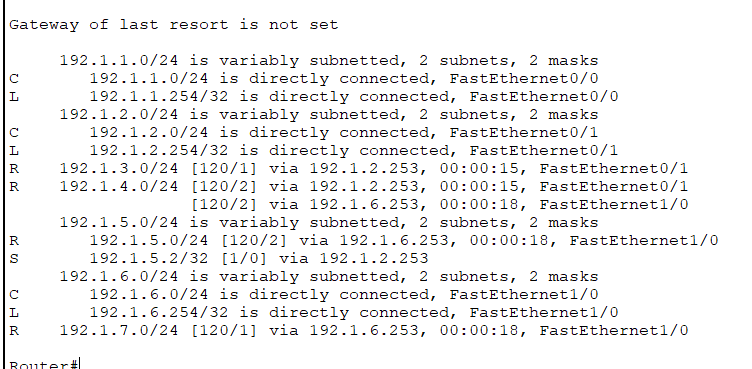 Gateway of last resort is not set
192.1.1.0/24 is variably subnetted, 2 subnets, 2 masks
C 192.1.1.0/24 is directly connected, FastEthernet0/0
L 192.1.1.254/32 is directly connected, FastEthernet0/0
192.1.2.0/24 is variably subnetted, 2 subnets, 2 masks
C 192.1.2.0/24 is directly connected, FastEthernet0/1
L 192.1.2.254/32 is directly connected, FastEthernet0/1
R 192.1.3.0/24 [120/1] via 192.1.2.253, 00:00:15, FastEthernet0/1
R 192.1.4.0/24 [120/2] via 192.1.2.253, 00:00:15, FastEthernet0/1
[120/2] via 192.1.6.253, 00:00:18, FastEthernet1/0
192.1.5.0/24 is variably subnetted, 2 subnets, 2 masks
R 192.1.5.0/24 [120/2] via 192.1.6.253, 00:00:18, FastEthernet1/0
S 192.1.5.2/32 [1/0] via 192.1.2.253
192.1.6.0/24 is variably subnetted, 2 subnets, 2 masks
C 192.1.6.0/24 is directly connected, FastEthernet1/0
L 192.1.6.254/32 is directly connected, FastEthernet1/0
R 192.1.7.0/24 [120/1] via 192.1.6.253, 00:00:18, FastEthernet1/0
Router#